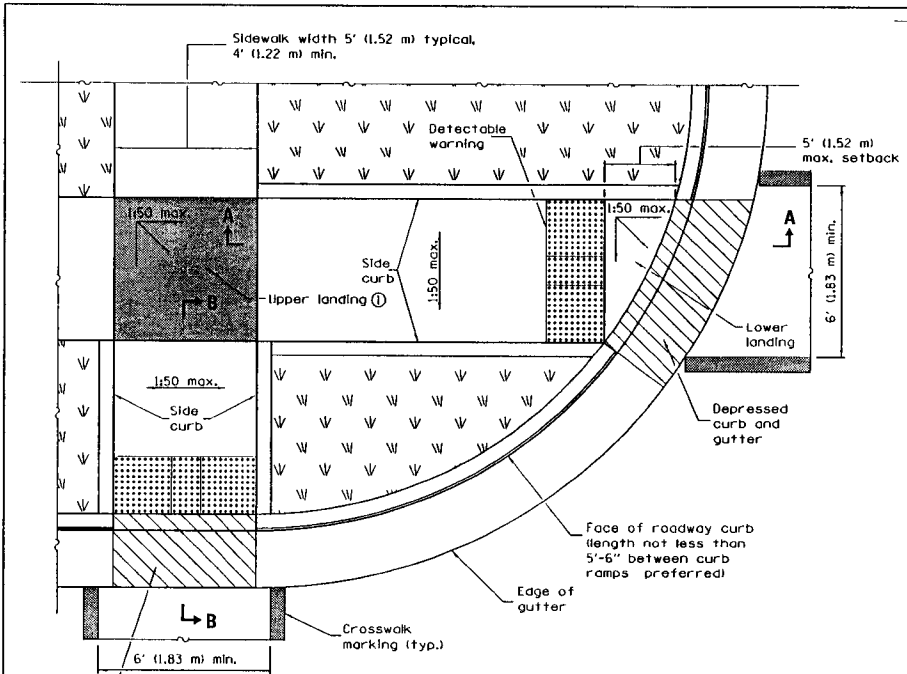 Sidewalk width 5' (1.52 m) typical,
4' (1.22 m) min.
Detectable
warning
5' (1.52 m)
max. setback
1:50 max.
A
1:50 max.
A
Side
curb
1:50 max.
6' (1.83 m) min.
B
Upper landing ①
Lower
landing
1:50 max.
Side
curb
Depressed
curb and
gutter
Face of roadway curb
(length not less than
5'-6" between curb
ramps preferred)
Edge of
gutter
B
Crosswalk
marking (typ.)
6' (1.83 m) min.